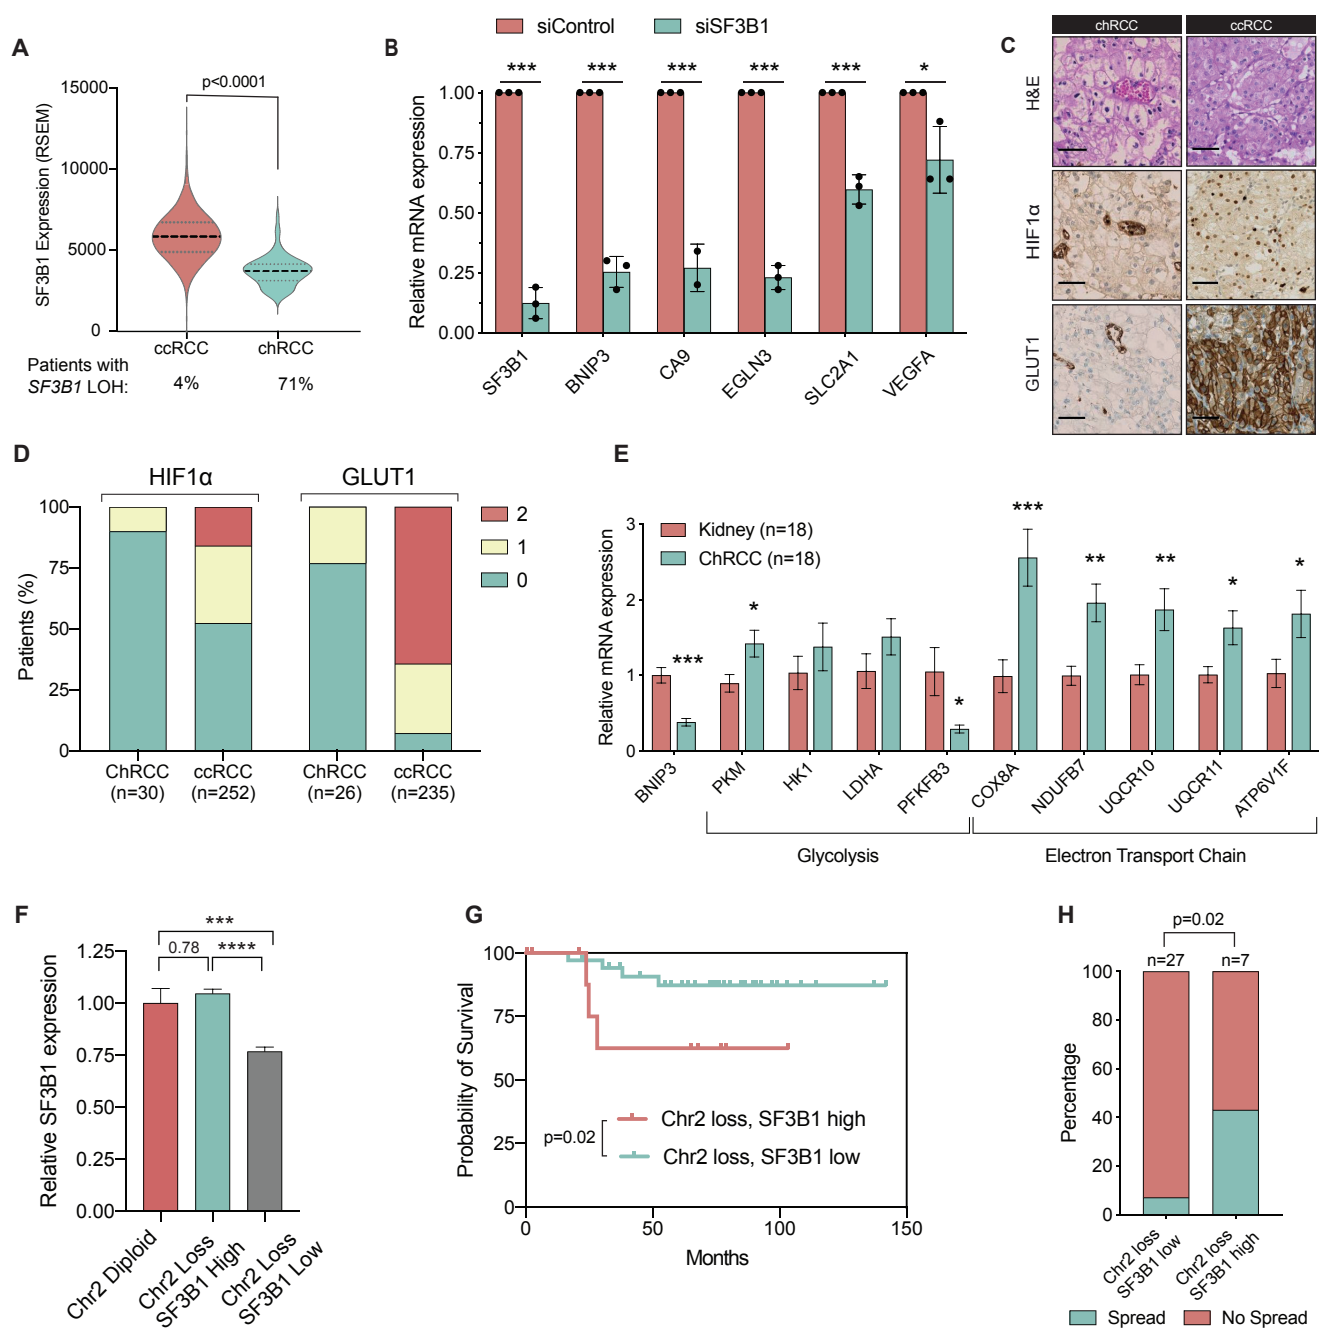 A
p<0.0001
15000
10000
5000
0
SF3B1 Expression (RSEM)
ccRCC
chRCC
Patients with
SF3B1 LOH:
4%
71%
B
siControl
siSF3B1
***
***
***
***
***
*
1.00
0.75
0.50
0.25
0.00
Relative mRNA expression
SF3B1
BNIP3
CA9
EGLN3
SLC2A1
VEGFA
C
chRCC
ccRCC
H&E
HIF1α
GLUT1
D
HIF1α
GLUT1
100
75
50
25
0
Patients (%)
2
1
0
ChRCC
(n=30)
ccRCC
(n=252)
ChRCC
(n=26)
ccRCC
(n=235)
E
3
2
1
0
Relative mRNA expression
Kidney (n=18)
ChRCC (n=18)
***
*
*
***
**
**
*
*
BNIP3
PKM
HK1
LDHA
PFKFB3
COX8A
NDUFB7
UQCR10
UQCR11
ATP6V1F
Glycolysis
Electron Transport Chain
F
***
0.78
****
1.25
1.00
0.75
0.50
0.25
0.00
Relative SF3B1 expression
Chr2 Diploid
Chr2 Loss
SF3B1 High
Chr2 Loss
SF3B1 Low
G
100
75
50
25
0
Probability of Survival
p=0.02
Chr2 loss, SF3B1 high
Chr2 loss, SF3B1 low
0
50
100
150
Months
H
p=0.02
n=27
n=7
100
80
60
40
20
0
Percentage
Chr2 loss
SF3B1 low
Chr2 loss
SF3B1 high
Spread
No Spread